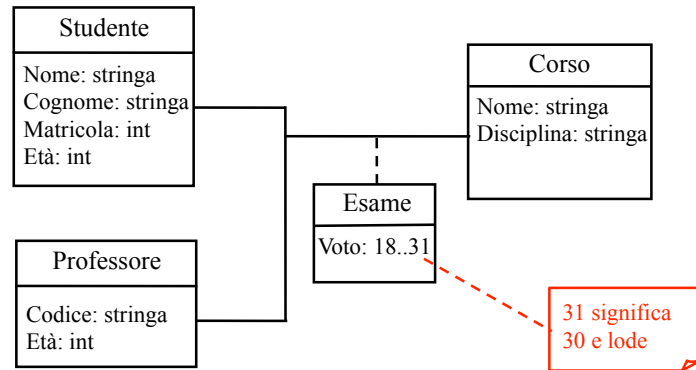 Studente
Nome: stringa
Cognome: stringa
Matricola: int
Età: int
Corso
Nome: stringa
Disciplina: stringa
Esame
Voto: 18..31
Professore
Codice: stringa
Età: int
31 significa
30 e lode